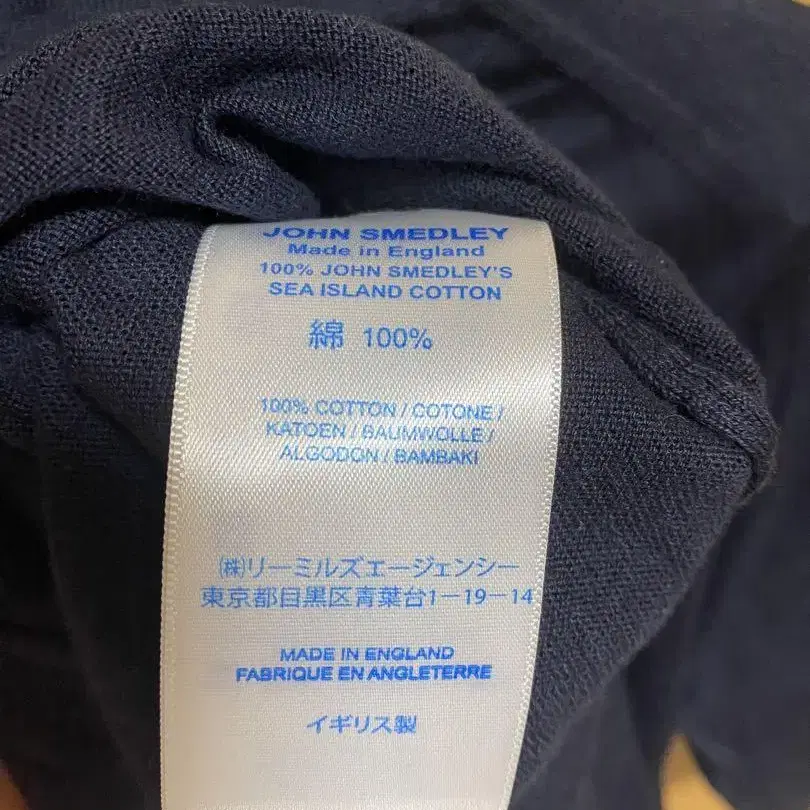 JOHN SMEDLEY
Made in England
100% JOHN SMEDLEY'S
SEA ISLAND COTTON
綿 100%
100% COTTON / COTONE /
KATOEN / BAUMWOLLE /
ALGODON / BAMBAKI
㈱リーミルズエージェンシー
東京都目黒区青葉台1-19-14
MADE IN ENGLAND
FABRIQUE EN ANGLETERRE
イギリス製